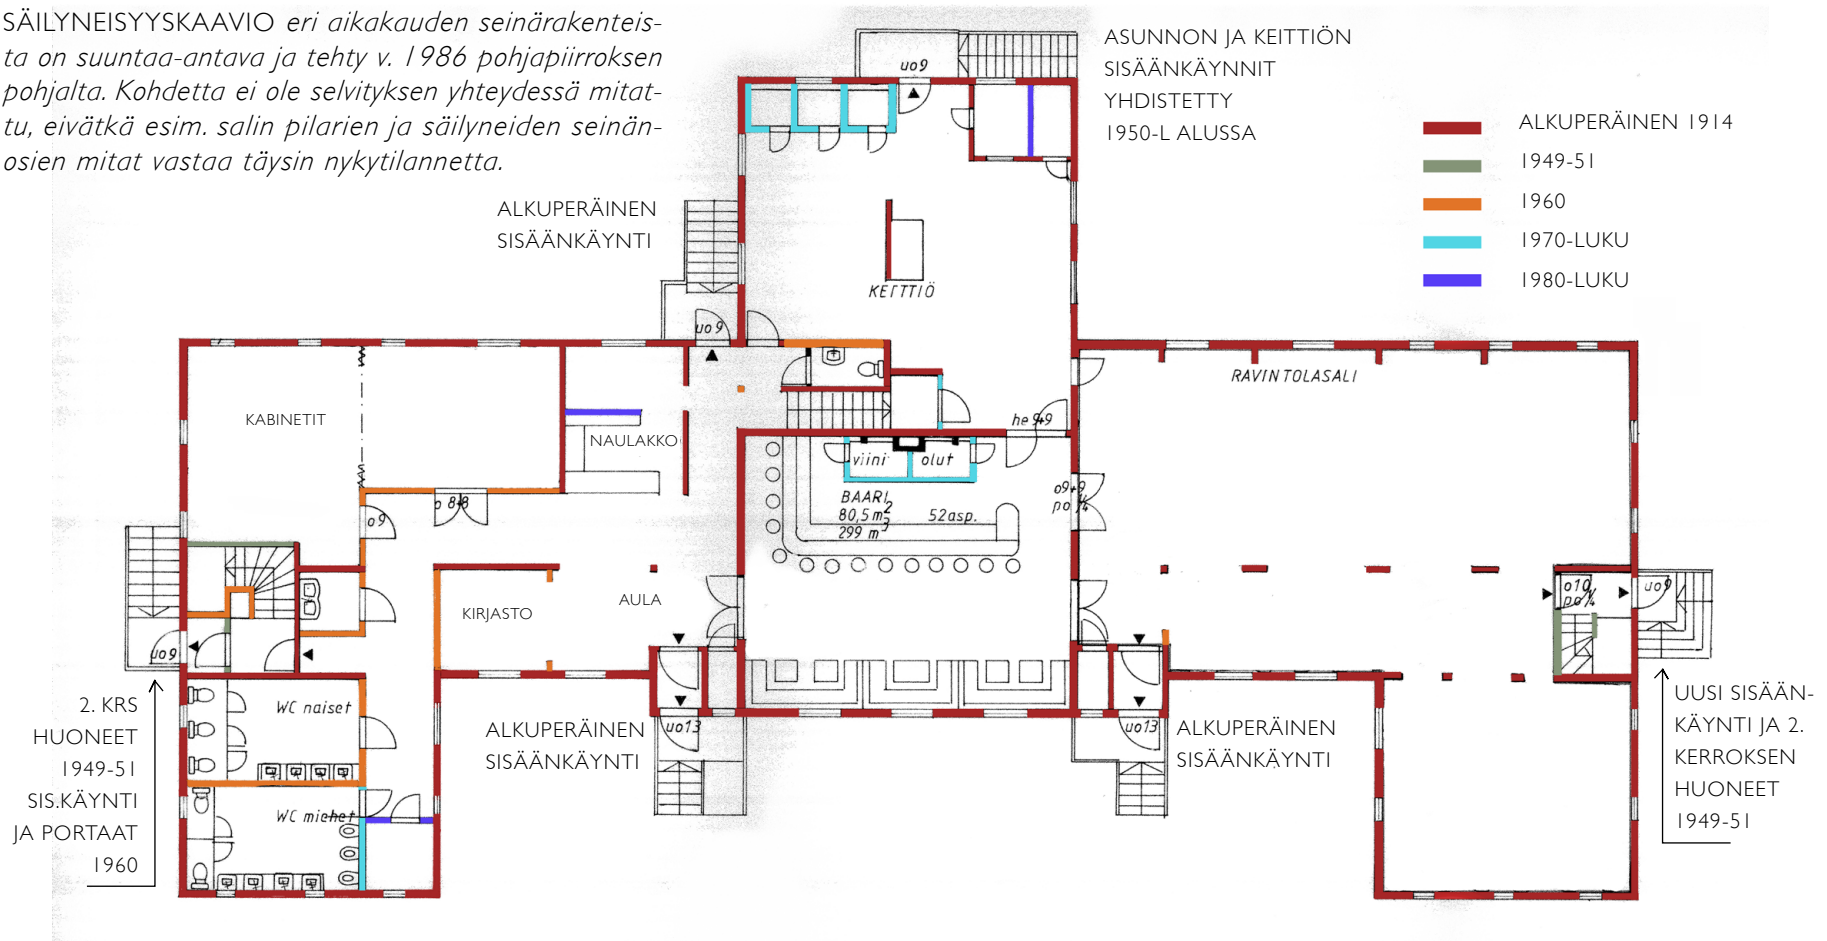 SÄILYNEISYYSKAAVIO eri aikakauden seinärakenteis-
ta on suuntaa-antava ja tehty v. 1986 pohjapiirroksen
pohjalta. Kohdetta ei ole selvityksen yhteydessä mitat-
tu, eivätkä esim. salin pilarien ja säilyneiden seinän-
osien mitat vastaa täysin nykytilannetta.
ASUNNON JA KEITTIÖN
SISÄÄNKÄYNNIT
YHDISTETTY
1950-L ALUSSA
ALKUPERÄINEN 1914
1949-51
1960
1970-LUKU
1980-LUKU
uo9
ALKUPERÄINEN
SISÄÄNKÄYNTI
KEITTIÖ
uo9
RAVINTOLASALI
KABINETIT
NAULAKKO
he 9+9
viini
olut
BAARI
80,5 m2
299 m3
52asp.
o9+9
po ¼
o 8+8
o9
KIRJASTO
AULA
o10
po ¼
uo9
uo9
WC naiset
WC miehet
2. KRS
HUONEET
1949-51
SIS.KÄYNTI
JA PORTAAT
1960
ALKUPERÄINEN
SISÄÄNKÄYNTI
uo13
uo13
ALKUPERÄINEN
SISÄÄNKÄYNTI
UUSI SISÄÄN-
KÄYNTI JA 2.
KERROKSEN
HUONEET
1949-51